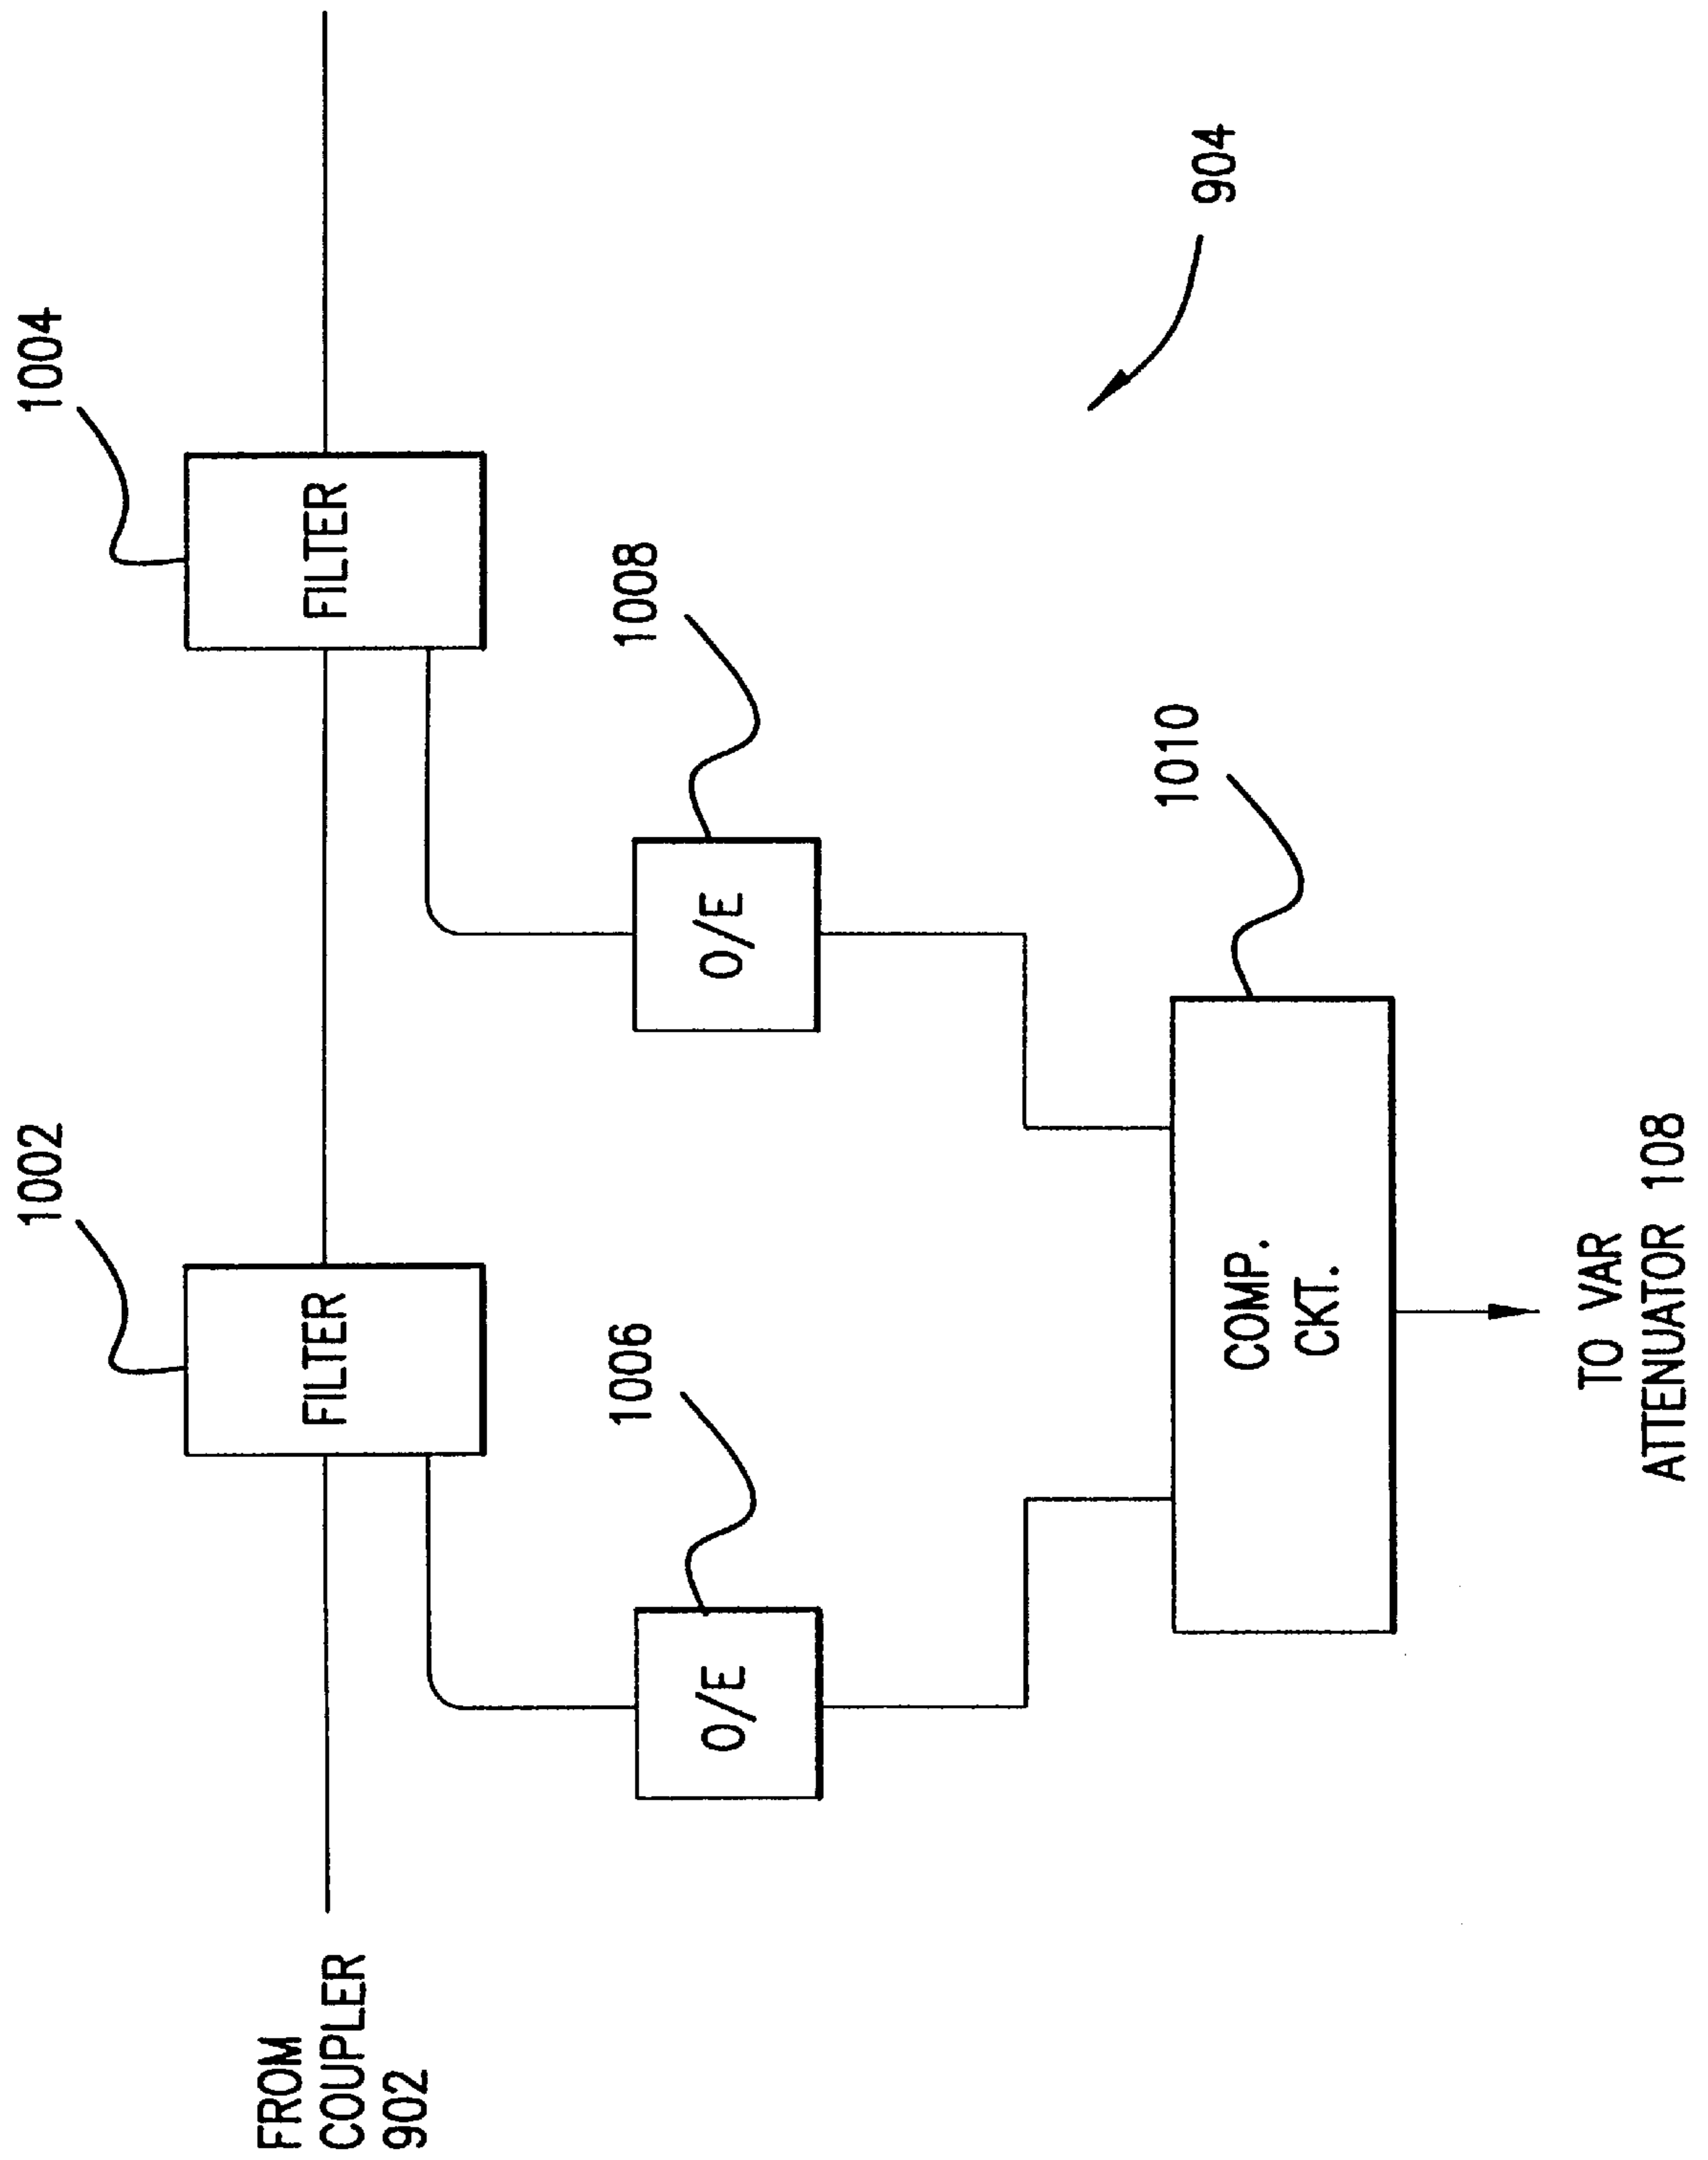 1002
1004
FROM
COUPLER
902
FILTER
FILTER
1006
1008
O/E
O/E
1010
904
COMP.
CKT.
TO VAR
ATTENUATOR 108